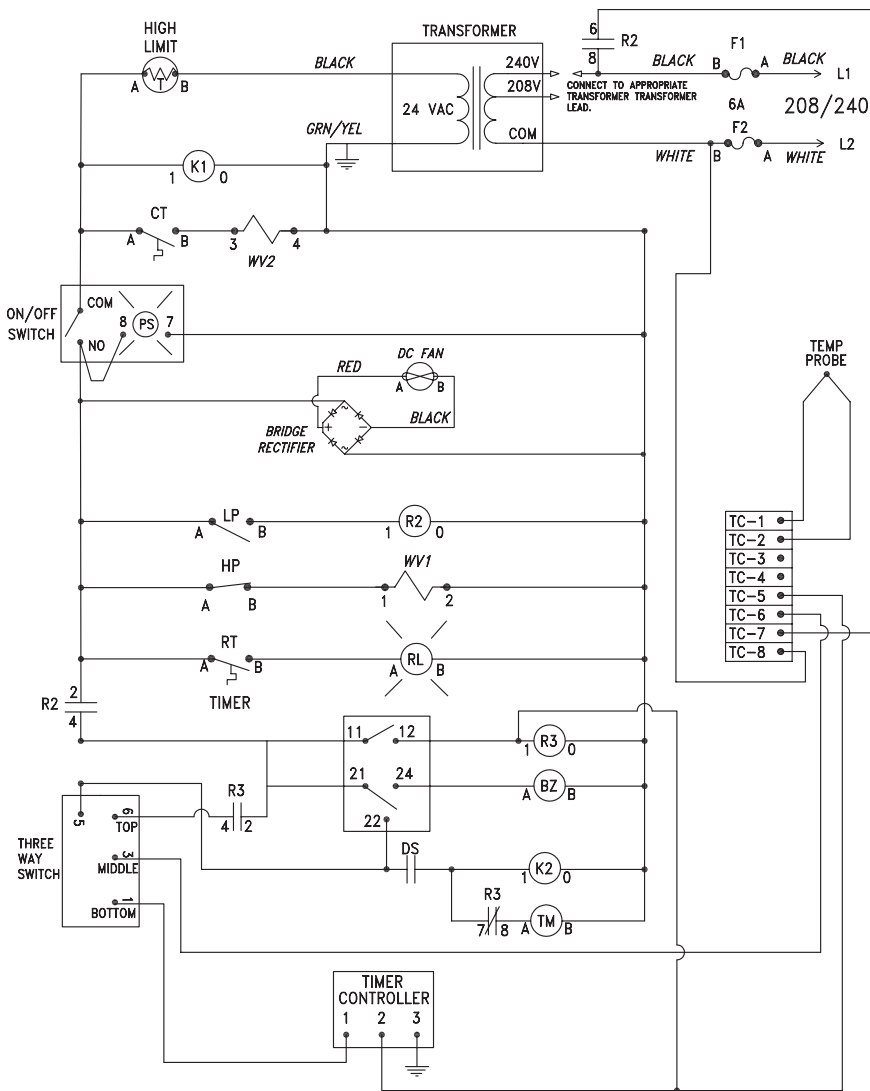 HIGH
LIMIT
A B
BLACK
TRANSFORMER
24 VAC
240V
208V
COM
6
8
R2
CONNECT TO APPROPRIATE
TRANSFORMER TRANSFORMER
LEAD.
BLACK
F1
B A
BLACK
L1
6A
208/240
F2
WHITE
B A
WHITE
L2
GRN/YEL
1 K1 0
CT
A B
3 4
WV2
ON/OFF
SWITCH
COM
NO
8 PS 7
RED
DC FAN
A B
BLACK
BRIDGE
RECTIFIER
+ -
TEMP
PROBE
LP
A B
1 R2 0
HP
A B
WV1
1 2
RT
A B
TIMER
A RL B
TC-1
TC-2
TC-3
TC-4
TC-5
TC-6
TC-7
TC-8
R2
2
4
11 12
21 24
22
1 R3 0
A BZ B
R3
4 2
THREE
WAY
SWITCH
5
6
TOP
3
MIDDLE
1
BOTTOM
DS
1 K2 0
R3
7 8
A TM B
TIMER
CONTROLLER
1 2 3